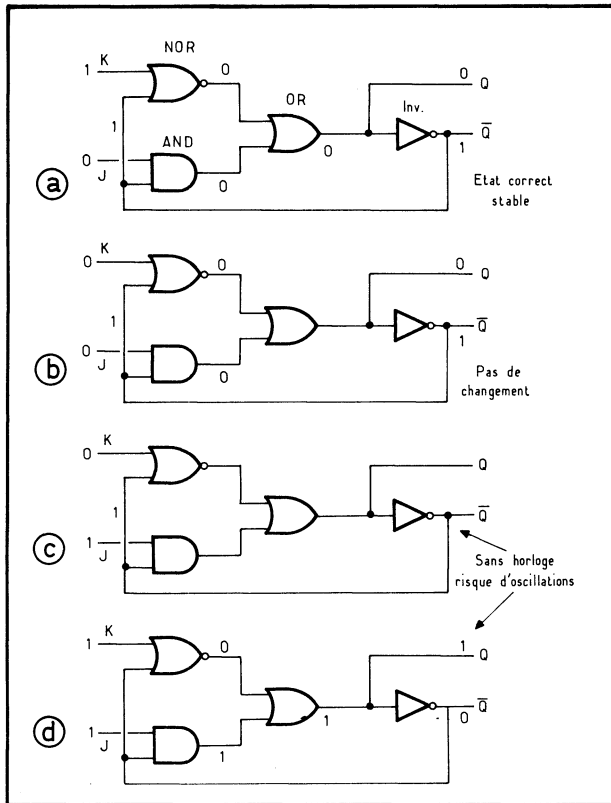 NOR
1 K 0
0 Q
OR
Inv.
1
Q̅
AND
0
1
0
J
a
0
Etat correct
stable
0 K 0
0 Q
1
Q̅
1
0
J
b
0
Pas de
changement
0 K
Q
1
Q̅
1
J
c
Sans horloge
risque d'oscillations
1 K 0
1 Q
1
Q̅
0
1
J
d
1